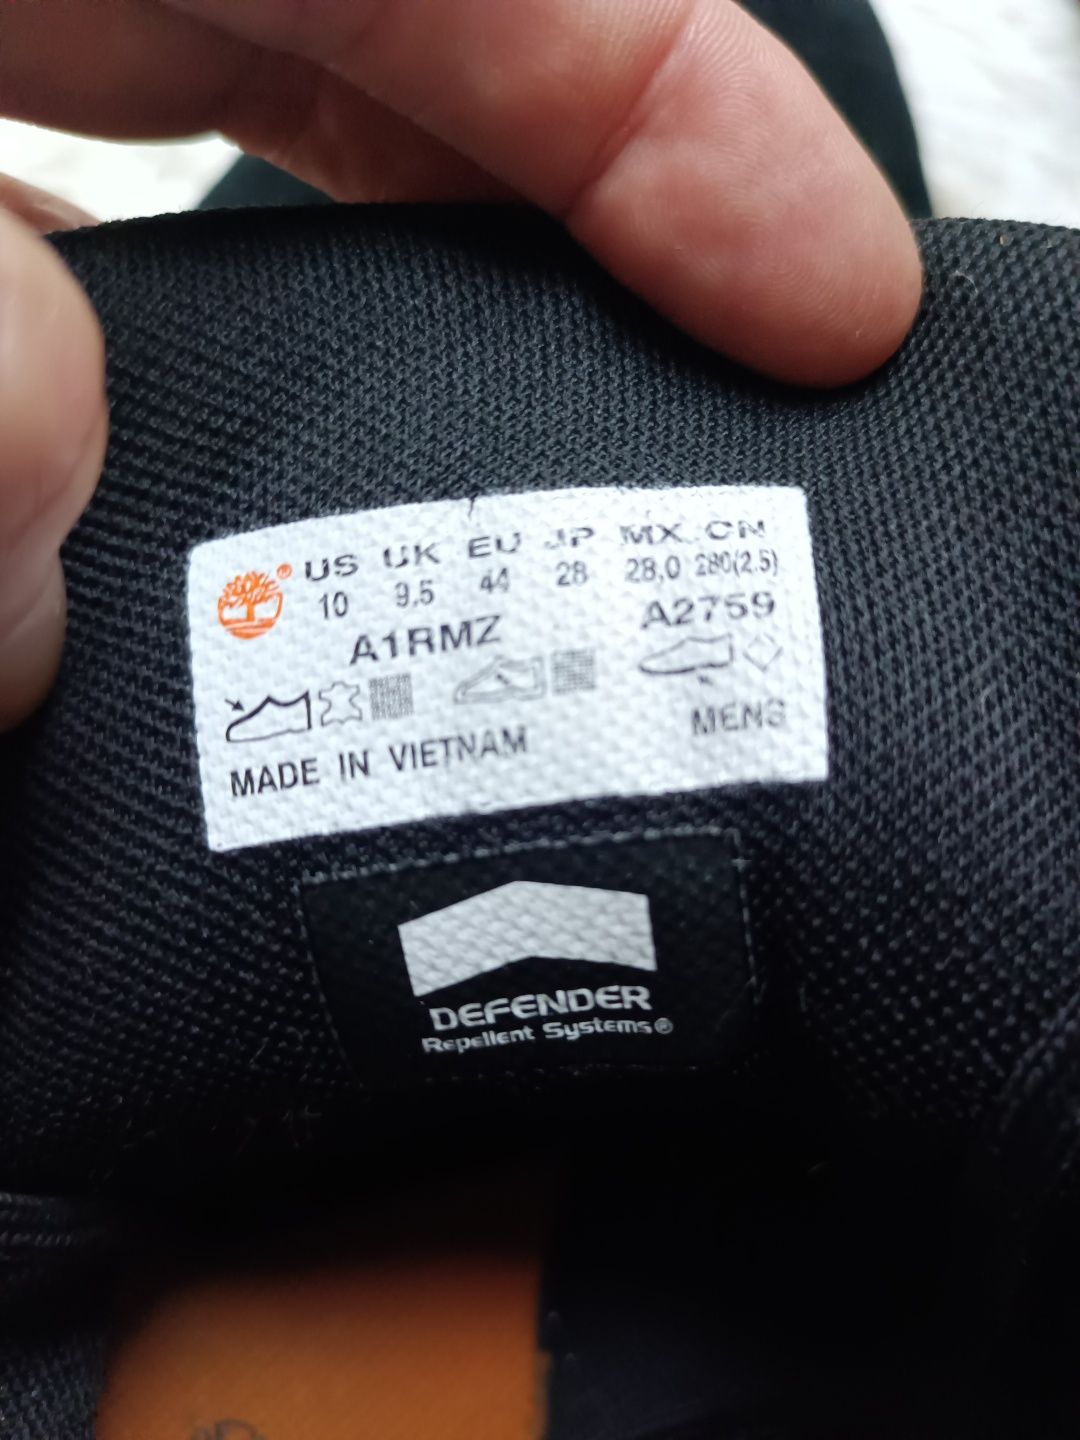 ® US UK EU JP MX CN
10 9.5 44 28 28,0 280(2.5)
A1RMZ A2759
MADE IN VIETNAM MENS
DEFENDER
Repellent Systems®